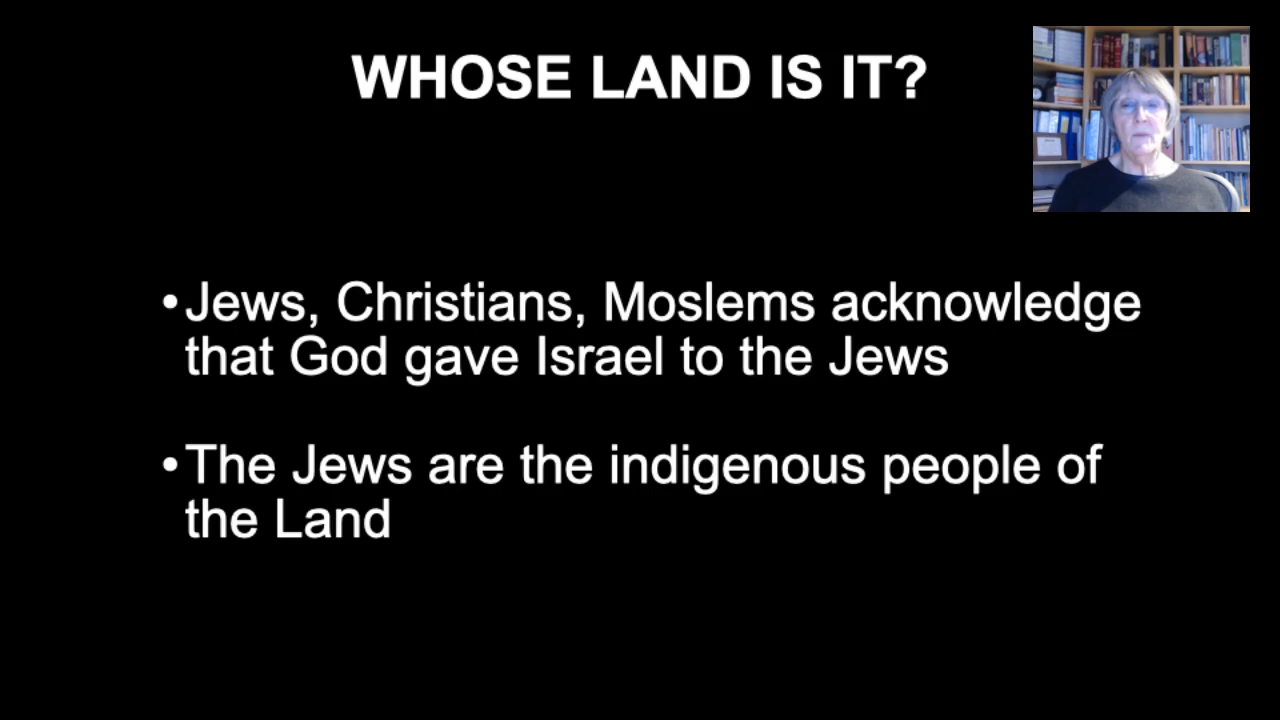 WHOSE LAND IS IT?
•Jews, Christians, Moslems acknowledge
that God gave Israel to the Jews
•The Jews are the indigenous people of
the Land